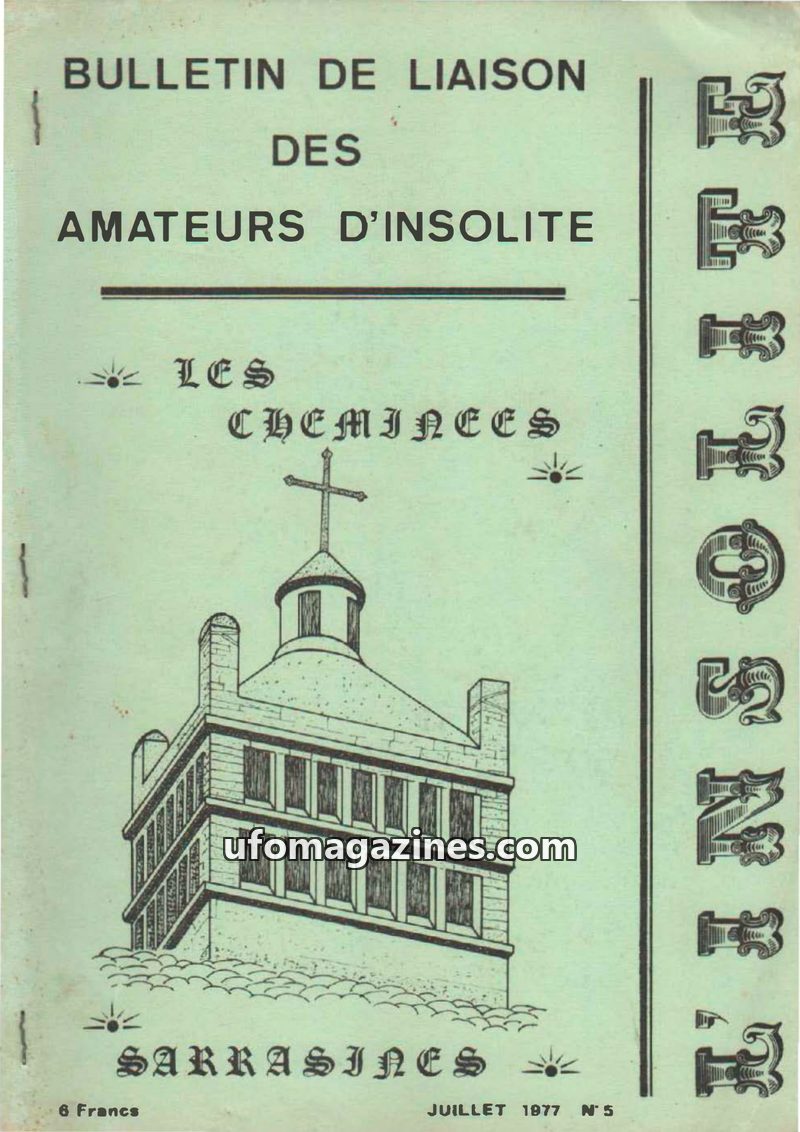 BULLETIN DE LIAISON
DES
AMATEURS D'INSOLITE
LES
CHEMINEES
ufomagazines.com
SARRASINES
6 Francs
JUILLET 1977 N° 5
L'INSOLITE